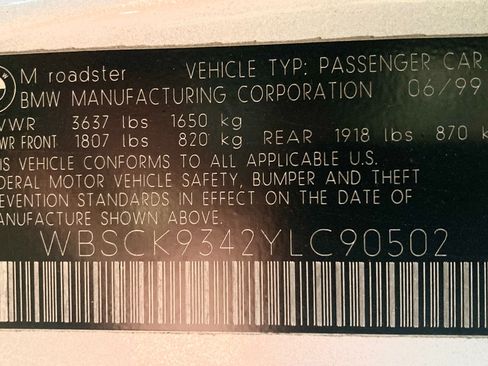 M roadster VEHICLE TYP: PASSENGER CAR
BMW MANUFACTURING CORPORATION 06/99
VWR 3637 lbs 1650 kg
WR FRONT 1807 lbs 820 kg REAR 1918 lbs 870 k
IS VEHICLE CONFORMS TO ALL APPLICABLE U.S.
DERAL MOTOR VEHICLE SAFETY, BUMPER AND THEFT
EVENTION STANDARDS IN EFFECT ON THE DATE OF
ANUFACTURE SHOWN ABOVE.
WBSCK9342YLC90502